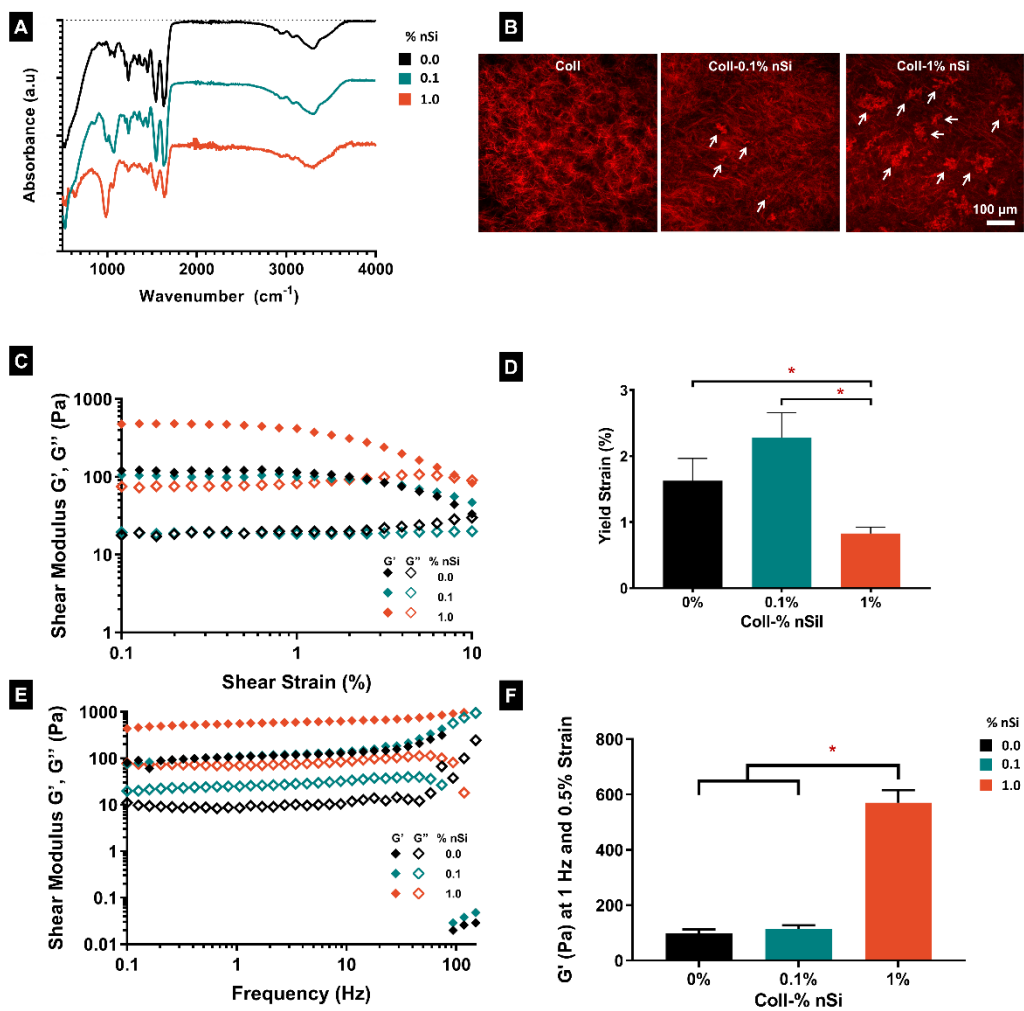 A
Absorbance (a.u)
1000
2000
3000
4000
Wavenumber (cm⁻¹)
% nSi
0.0
0.1
1.0
B
Coll
Coll-0.1% nSi
Coll-1% nSi
100 µm
C
Shear Modulus G', G'' (Pa)
1000
100
10
1
0.1
1
10
Shear Strain (%)
G' G'' % nSi
0.0
0.1
1.0
D
Yield Strain (%)
3
2
1
0
*
*
0%
0.1%
1%
Coll-% nSil
E
Shear Modulus G', G'' (Pa)
1000
100
10
1
0.1
0.01
0.1
1
10
100
Frequency (Hz)
G' G'' % nSi
0.0
0.1
1.0
F
G' (Pa) at 1 Hz and 0.5% Strain
800
600
400
200
0
*
0%
0.1%
1%
Coll-% nSi
% nSi
0.0
0.1
1.0